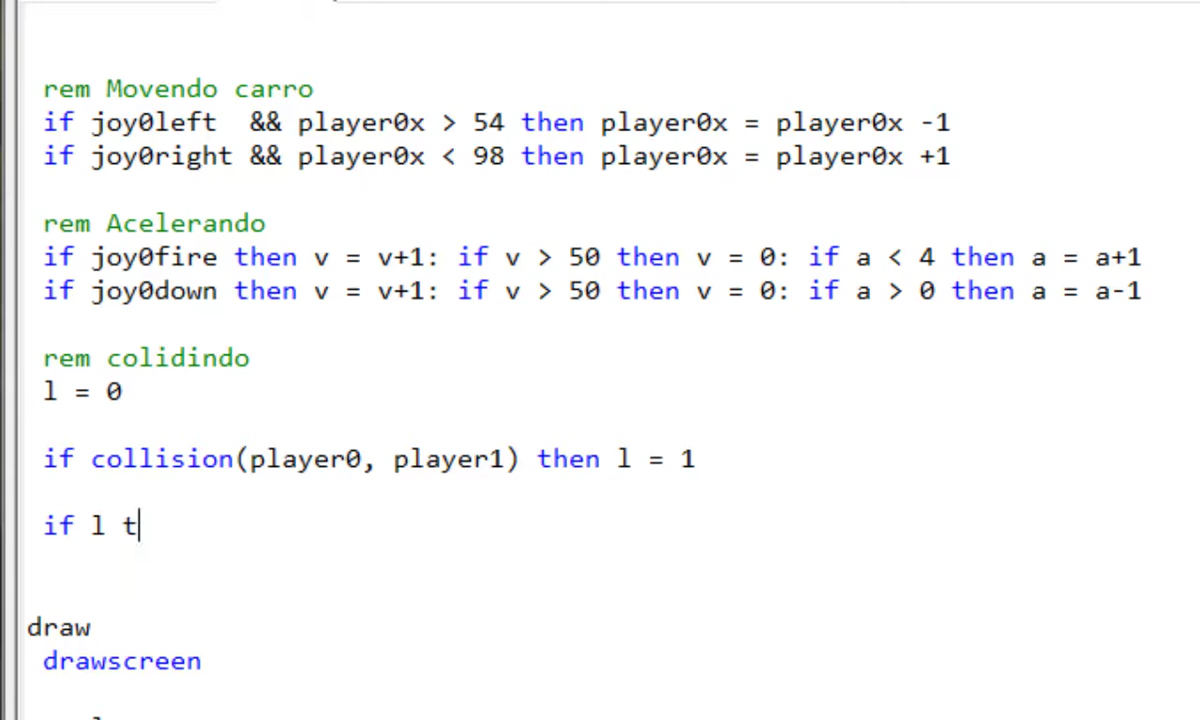 rem Movendo carro
if joy0left  && player0x > 54 then player0x = player0x -1
if joy0right && player0x < 98 then player0x = player0x +1
rem Acelerando
if joy0fire then v = v+1: if v > 50 then v = 0: if a < 4 then a = a+1
if joy0down then v = v+1: if v > 50 then v = 0: if a > 0 then a = a-1
rem colidindo
l = 0
if collision(player0, player1) then l = 1
if l t
draw
drawscreen